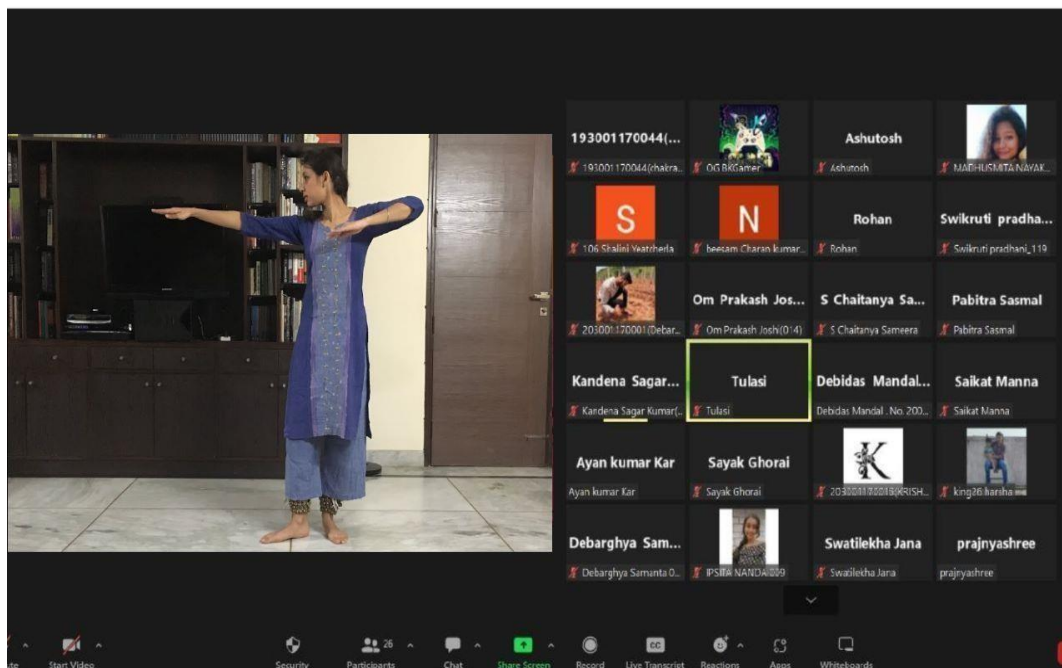 193001170044(...
193001170044(chakra...
OG BKGamer
Ashutosh
Ashutosh
MADHUSMITA NAYAK...
S
106 Shalini Yeatcherla
N
beesam Charan kumar...
Rohan
Rohan
Swikruti pradha...
Swikruti pradhani_119
203001170001(Debar...
Om Prakash Jos...
Om Prakash Joshi(014)
S Chaitanya Sa...
S Chaitanya Sameera
Pabitra Sasmal
Pabitra Sasmal
Kandena Sagar...
Kandena Sagar Kumar(...
Tulasi
Tulasi
Debidas Mandal...
Debidas Mandal . No. 200...
Saikat Manna
Saikat Manna
Ayan kumar Kar
Ayan kumar Kar
Sayak Ghorai
Sayak Ghorai
K
king26 harsha
Debarghya Sam...
Debarghya Samanta 0...
IPSITA NANDA 009
Swatilekha Jana
Swatilekha Jana
prajnyashree
prajnyashree
Start Video
Security
26
Participants
Chat
Share Screen
Record
CC
Live Transcript
Reactions
Apps
Whiteboards